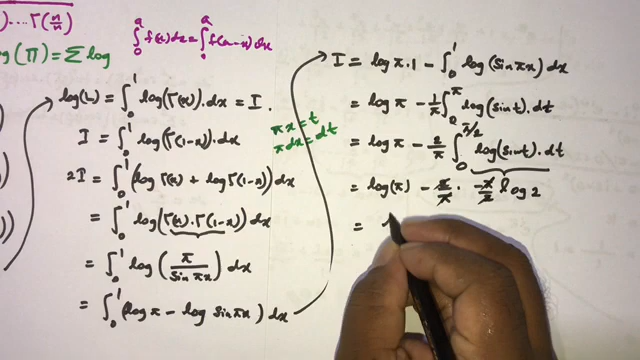 )....Γ(n/n)
og(Π) = Σ log
∫₀ᵃ f(x)dx = ∫₀ᵃ f(a-x)dx
log(L) = ∫₀¹ log(Γ(x)).dx = I.
I = ∫₀¹ log(Γ(1-x)).dx
2I = ∫₀¹ (log Γ(x) + log Γ(1-x)) dx
= ∫₀¹ log(Γ(x).Γ(1-x)) dx
= ∫₀¹ log(π/sin πx) dx
= ∫₀¹ (log π - log sin πx) dx
πx = t
πdx = dt
I = log π.1 - ∫₀¹ log(sin πx) dx
= log π - 1/π ∫₀^π log(sin t).dt
= log π - 2/π ∫₀^{π/2} log(sin t).dt
= log(π) - 2/π . -π/2 log 2
=